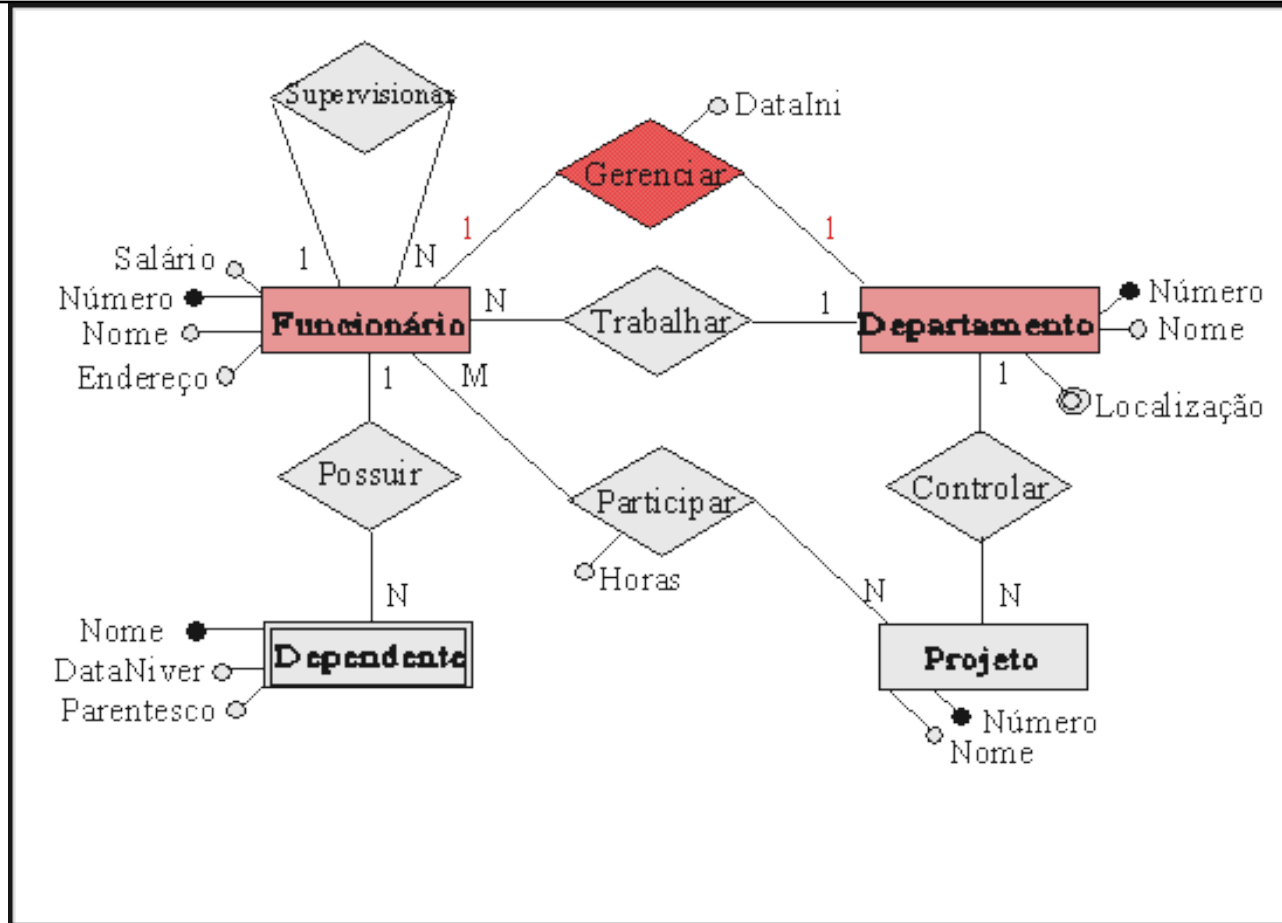 Supervisionar
DataIni
Gerenciar
1
1
Salário
1
N
Número
Nome
Endereço
Funcionário
N
Trabalhar
1
Departamento
Número
Nome
Localização
1
M
1
Possuir
Participar
Horas
Controlar
N
N
N
Nome
DataNiver
Parentesco
Dependente
Projeto
Número
Nome